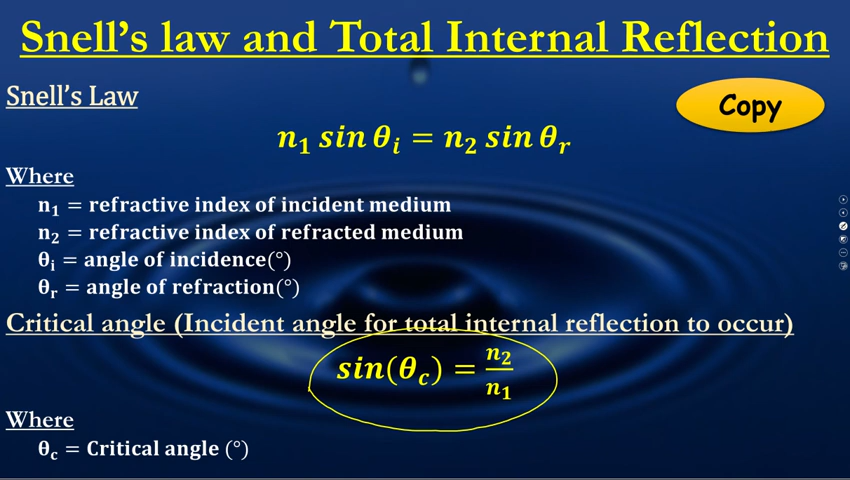 Snell's law and Total Internal Reflection
Snell's Law
Copy
n₁ sin θᵢ = n₂ sin θᵣ
Where
n₁ = refractive index of incident medium
n₂ = refractive index of refracted medium
θᵢ = angle of incidence(°)
θᵣ = angle of refraction(°)
Critical angle (Incident angle for total internal reflection to occur)
sin(θ_c) = n₂/n₁
Where
θ_c = Critical angle (°)